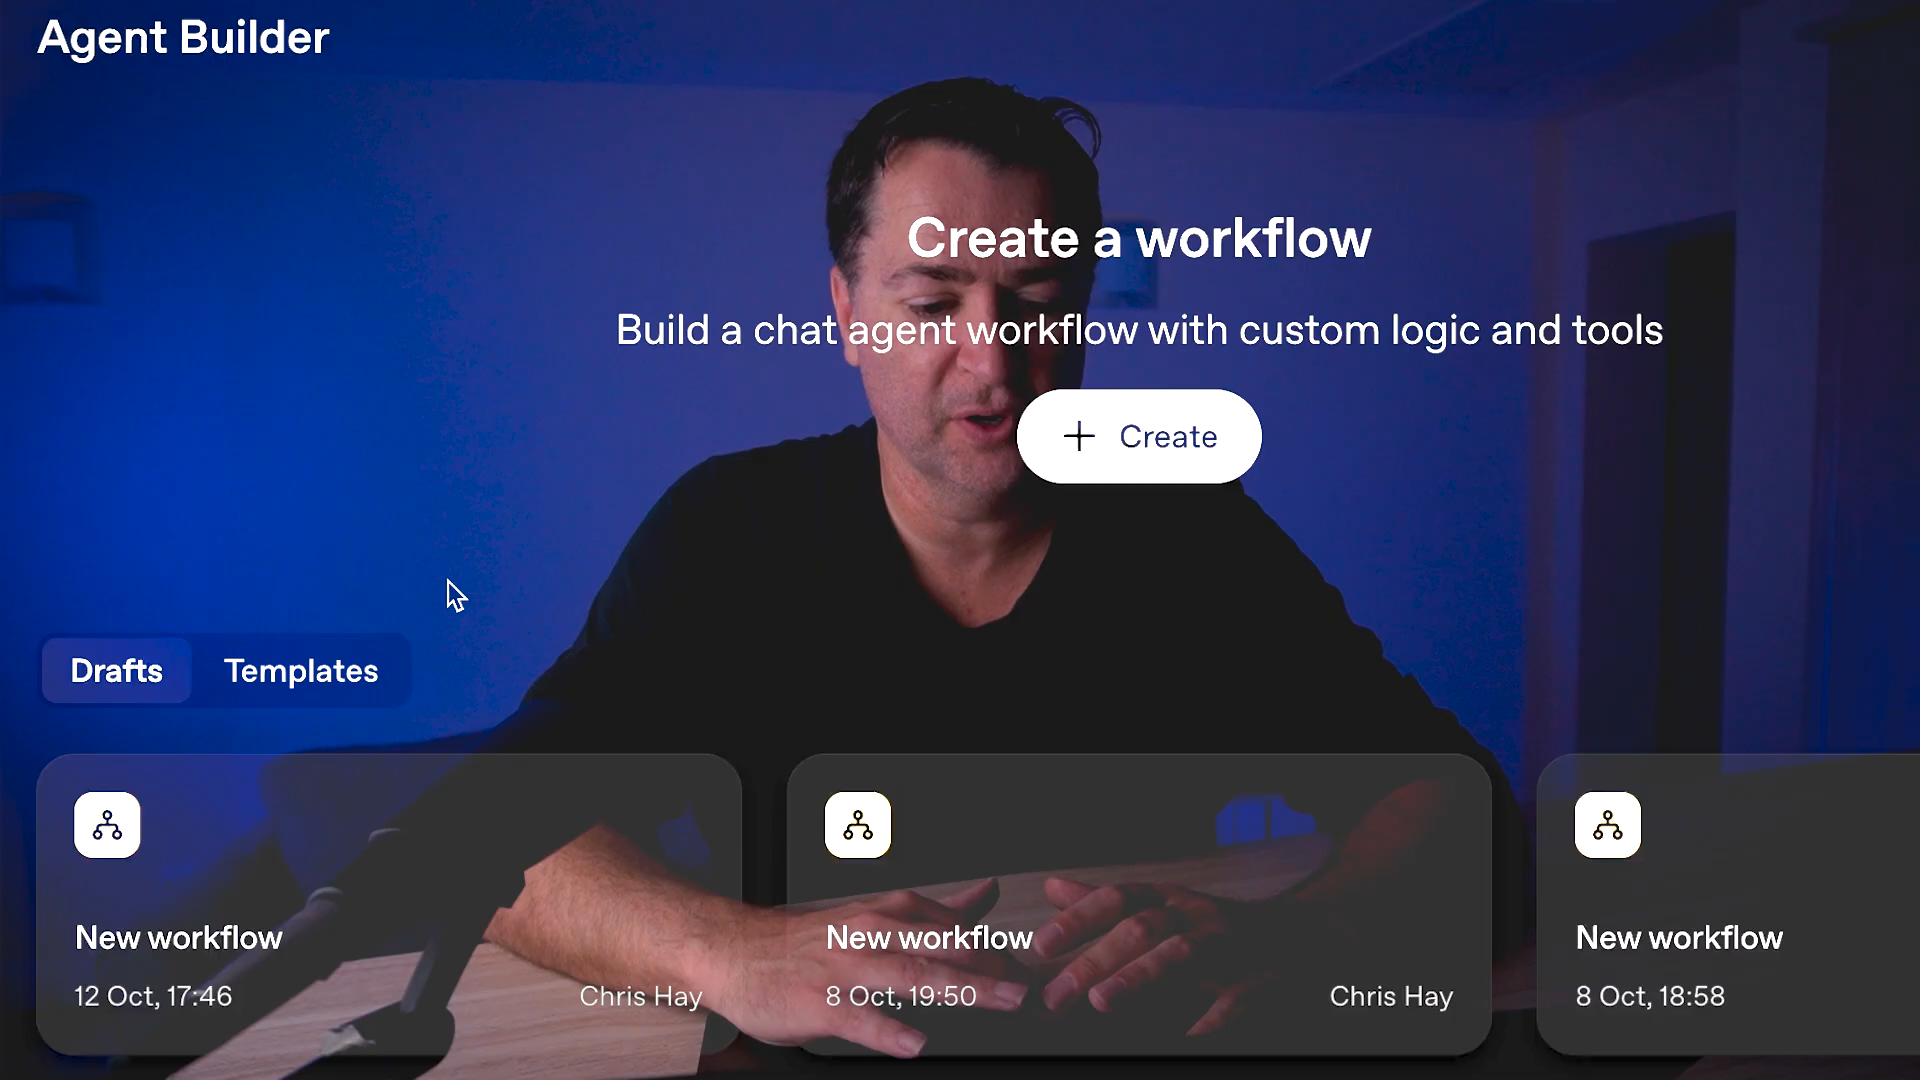 Agent Builder
Create a workflow
Build a chat agent workflow with custom logic and tools
Create
Drafts Templates
New workflow
12 Oct, 17:46 Chris Hay
New workflow
8 Oct, 19:50 Chris Hay
New workflow
8 Oct, 18:58